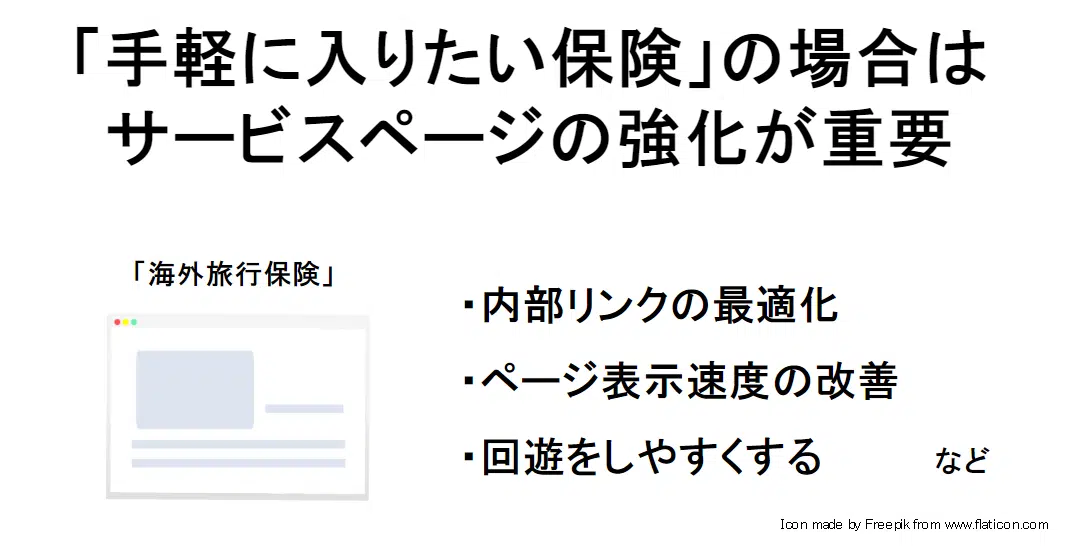 「手軽に入りたい保険」の場合は
サービスページの強化が重要
「海外旅行保険」
・内部リンクの最適化
・ページ表示速度の改善
・回遊をしやすくする など
Icon made by Freepik from www.flaticon.com